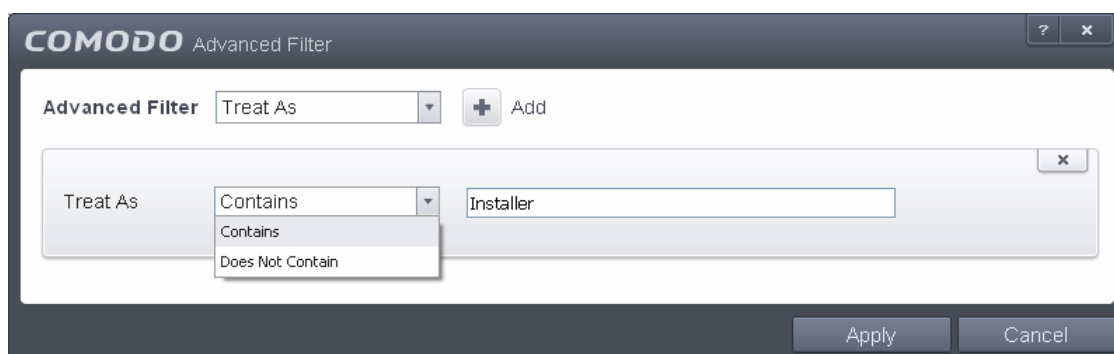 COMODO Advanced Filter ? ×
Advanced Filter Treat As + Add
×
Treat As Contains Installer
Contains
Does Not Contain
Apply Cancel